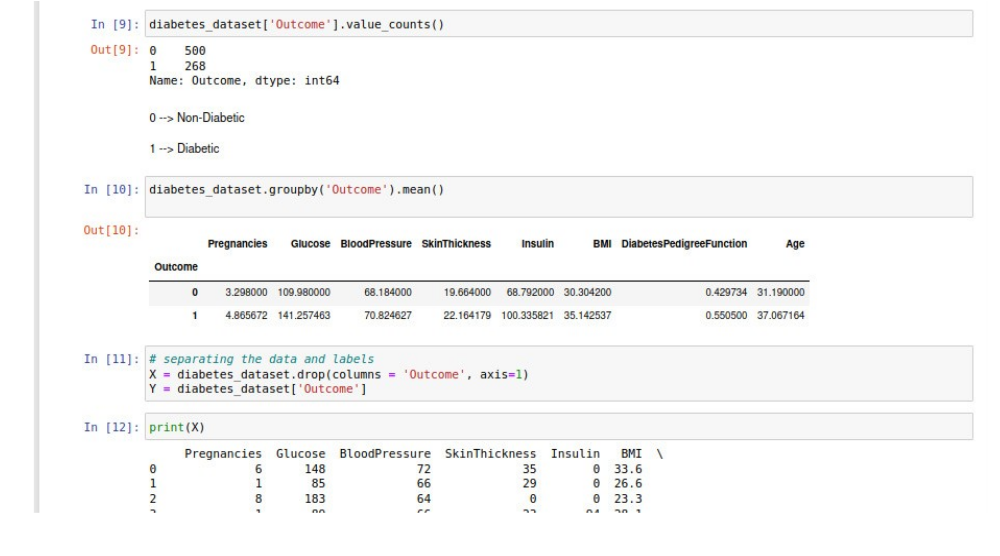 In [9]: diabetes_dataset['Outcome'].value_counts()
Out[9]: 0 500
1 268
Name: Outcome, dtype: int64
0 --> Non-Diabetic
1 --> Diabetic
In [10]: diabetes_dataset.groupby('Outcome').mean()
Out[10]:
Pregnancies Glucose BloodPressure SkinThickness Insulin BMI DiabetesPedigreeFunction Age
Outcome
0 3.298000 109.980000 68.184000 19.664000 68.792000 30.304200 0.429734 31.190000
1 4.865672 141.257463 70.824627 22.164179 100.335821 35.142537 0.550500 37.067164
In [11]: # separating the data and labels
X = diabetes_dataset.drop(columns = 'Outcome', axis=1)
Y = diabetes_dataset['Outcome']
In [12]: print(X)
Pregnancies Glucose BloodPressure SkinThickness Insulin BMI \
0 6 148 72 35 0 33.6
1 1 85 66 29 0 26.6
2 8 183 64 0 0 23.3